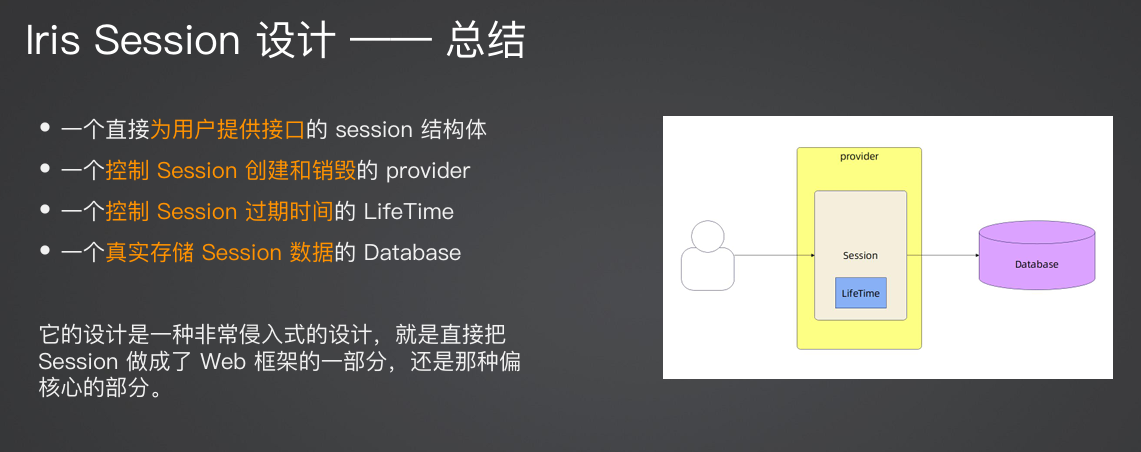 Iris Session 设计 —— 总结
• 一个直接为用户提供接口的 session 结构体
• 一个控制 Session 创建和销毁的 provider
• 一个控制 Session 过期时间的 LifeTime
• 一个真实存储 Session 数据的 Database
它的设计是一种非常侵入式的设计，就是直接把
Session 做成了 Web 框架的一部分，还是那种偏
核心的部分。
provider
Session
LifeTime
Database